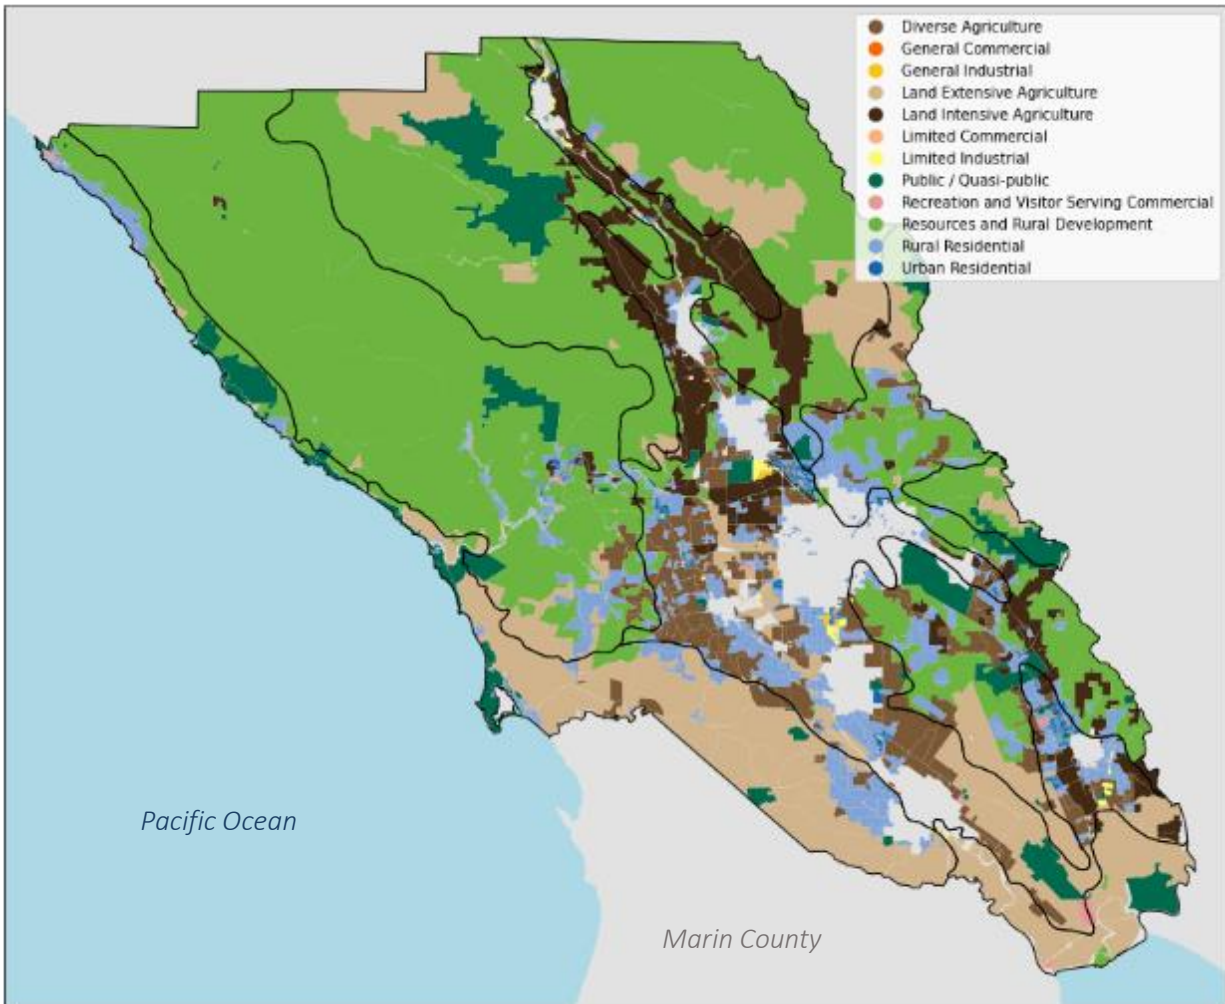 Diverse Agriculture
General Commercial
General Industrial
Land Extensive Agriculture
Land Intensive Agriculture
Limited Commercial
Limited Industrial
Public / Quasi-public
Recreation and Visitor Serving Commercial
Resources and Rural Development
Rural Residential
Urban Residential
Pacific Ocean
Marin County